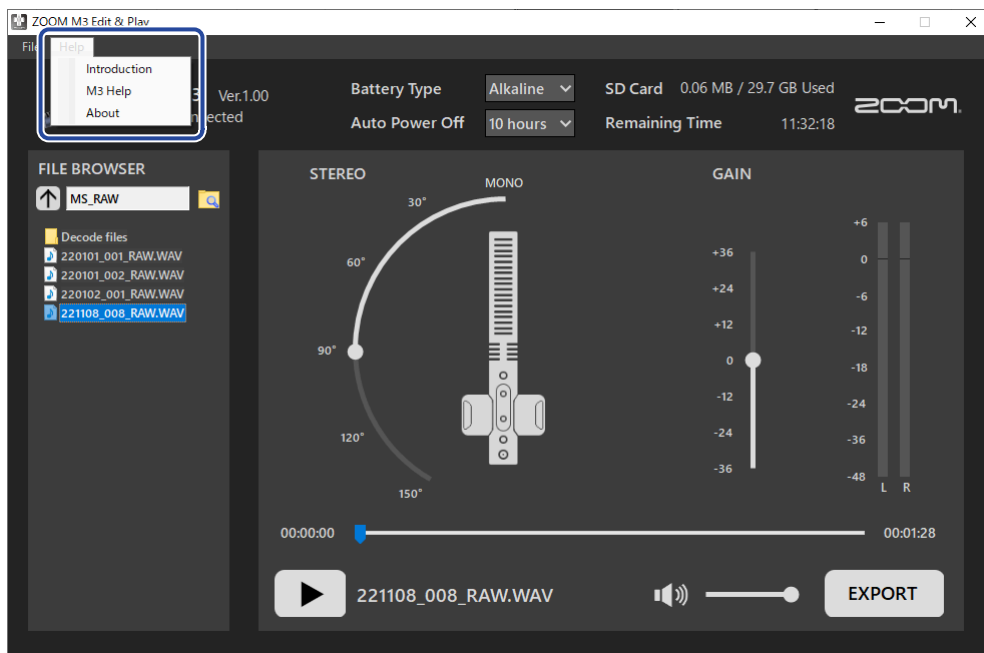 ZOOM M3 Edit & Play
File Help
Introduction
M3 Help
About
3 Ver.1.00
nected
Battery Type Alkaline
Auto Power Off 10 hours
SD Card 0.06 MB / 29.7 GB Used
Remaining Time 11:32:18
ZOOM
FILE BROWSER
MS_RAW
Decode files
220101_001_RAW.WAV
220101_002_RAW.WAV
220102_001_RAW.WAV
221108_008_RAW.WAV
STEREO
MONO
30°
60°
90°
120°
150°
GAIN
+36
+24
+12
0
-12
-24
-36
+6
0
-6
-12
-18
-24
-36
-48
L R
00:00:00 00:01:28
221108_008_RAW.WAV
EXPORT